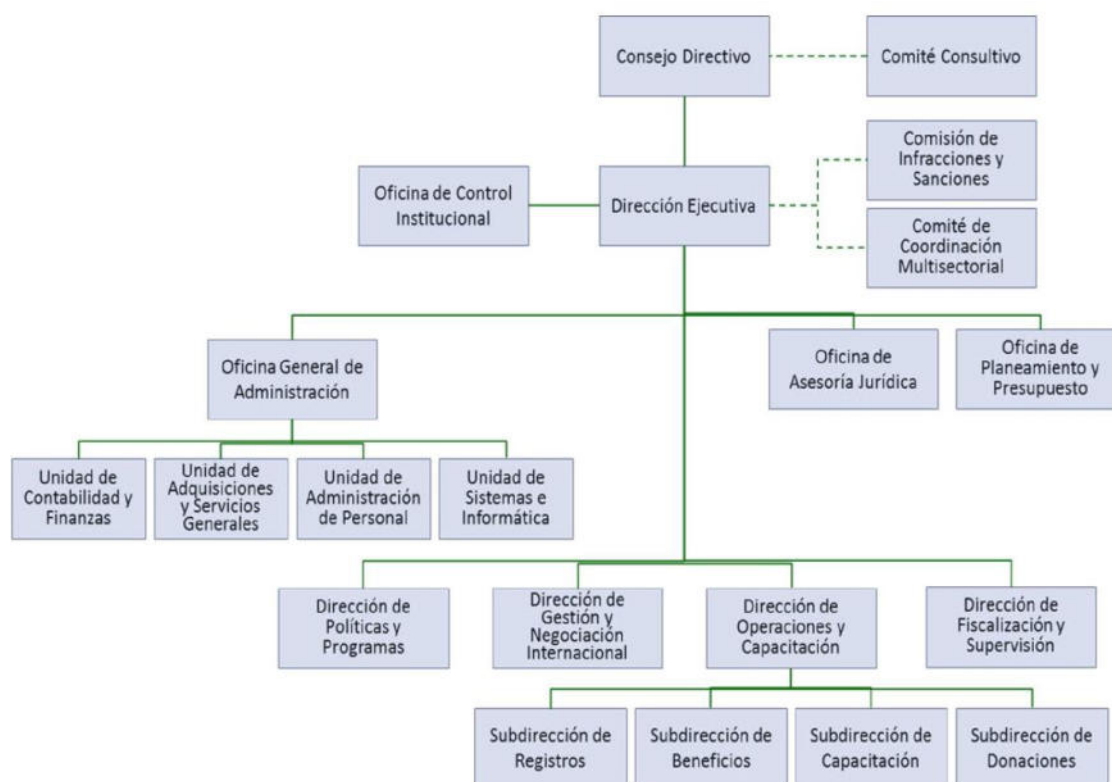 Consejo Directivo
Comité Consultivo
Comisión de
Infracciones y
Sanciones
Oficina de Control
Institucional
Dirección Ejecutiva
Comité de
Coordinación
Multisectorial
Oficina General de
Administración
Oficina de
Asesoría Jurídica
Oficina de
Planeamiento y
Presupuesto
Unidad de
Contabilidad y
Finanzas
Unidad de
Adquisiciones
y Servicios
Generales
Unidad de
Administración
de Personal
Unidad de
Sistemas e
Informática
Dirección de
Políticas y
Programas
Dirección de
Gestión y
Negociación
Internacional
Dirección de
Operaciones y
Capacitación
Dirección de
Fiscalización y
Supervisión
Subdirección de
Registros
Subdirección de
Beneficios
Subdirección de
Capacitación
Subdirección de
Donaciones